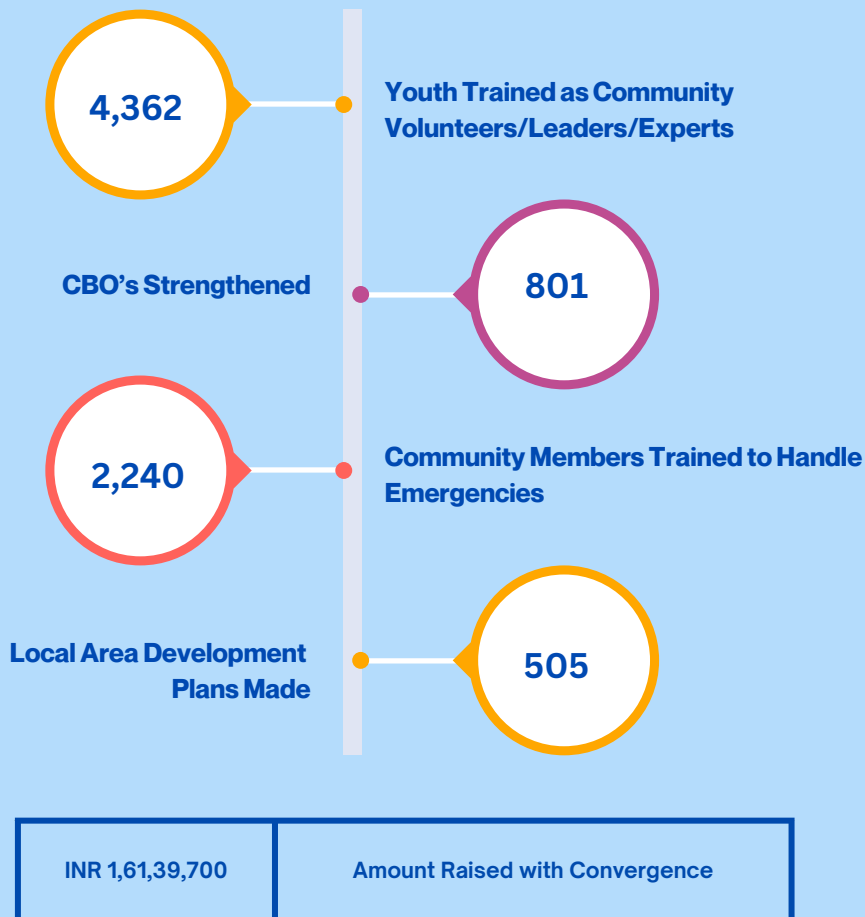 4,362
Youth Trained as Community
Volunteers/Leaders/Experts
CBO’s Strengthened
801
2,240
Community Members Trained to Handle
Emergencies
Local Area Development
Plans Made
505
INR 1,61,39,700
Amount Raised with Convergence